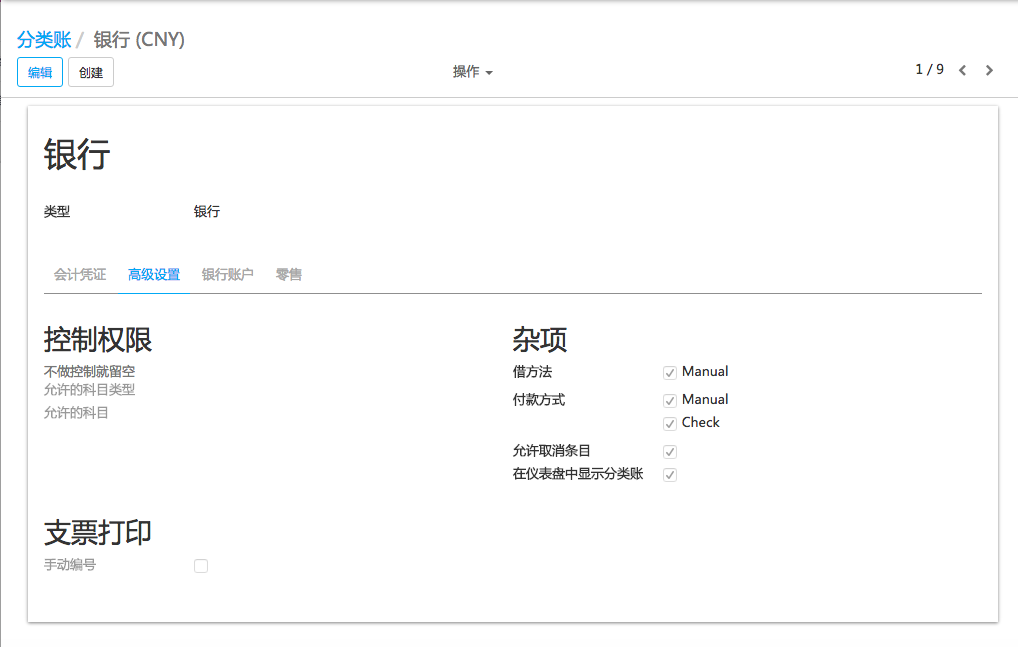 分类账 / 银行 (CNY)
编辑 创建 操作 1 / 9
银行
类型 银行
会计凭证 高级设置 银行账户 零售
控制权限
不做控制就留空
允许的科目类型
允许的科目
杂项
借方法 Manual
付款方式 Manual
Check
允许取消条目
在仪表盘中显示分类账
支票打印
手动编号